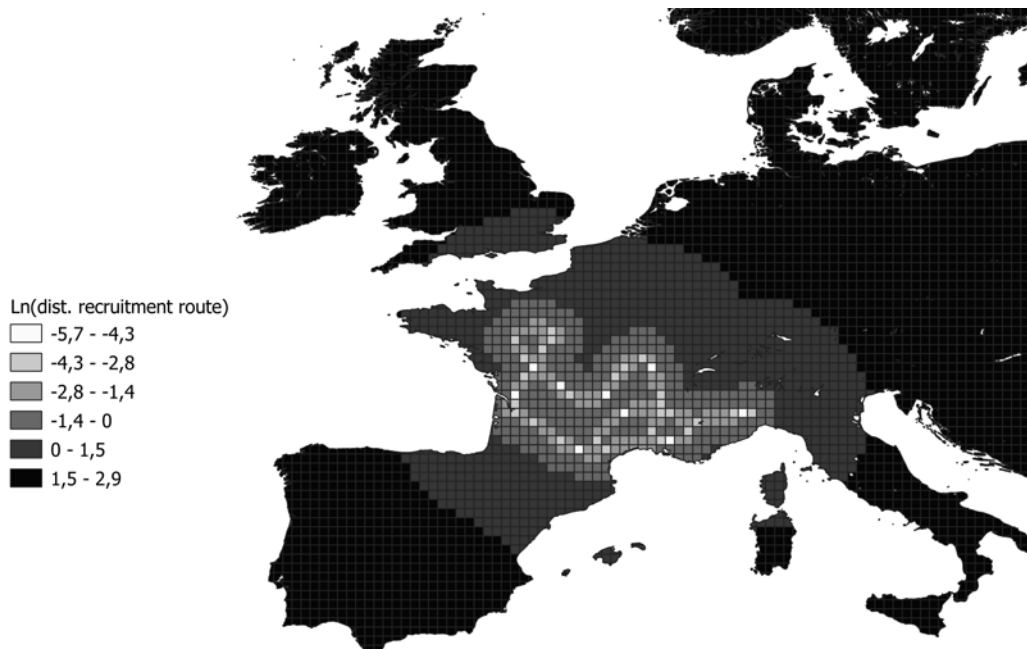 Ln(dist. recruitment route)
-5,7 - -4,3
-4,3 - -2,8
-2,8 - -1,4
-1,4 - 0
0 - 1,5
1,5 - 2,9